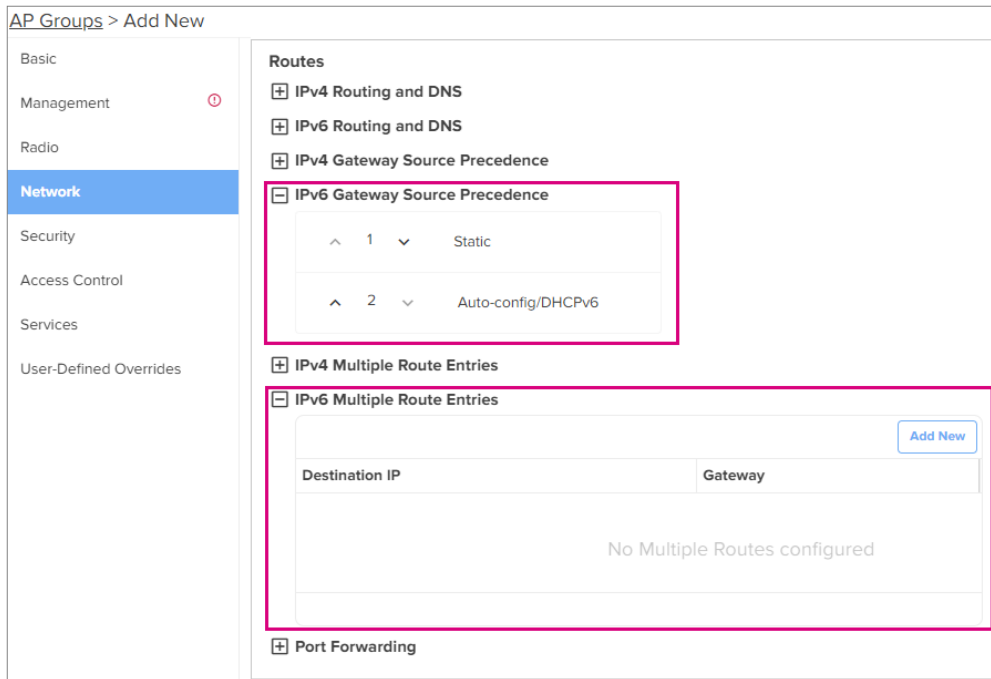 AP Groups > Add New
Basic
Management
Radio
Network
Security
Access Control
Services
User-Defined Overrides
Routes
IPv4 Routing and DNS
IPv6 Routing and DNS
IPv4 Gateway Source Precedence
IPv6 Gateway Source Precedence
1 Static
2 Auto-config/DHCPv6
IPv4 Multiple Route Entries
IPv6 Multiple Route Entries
Add New
Destination IP Gateway
No Multiple Routes configured
Port Forwarding